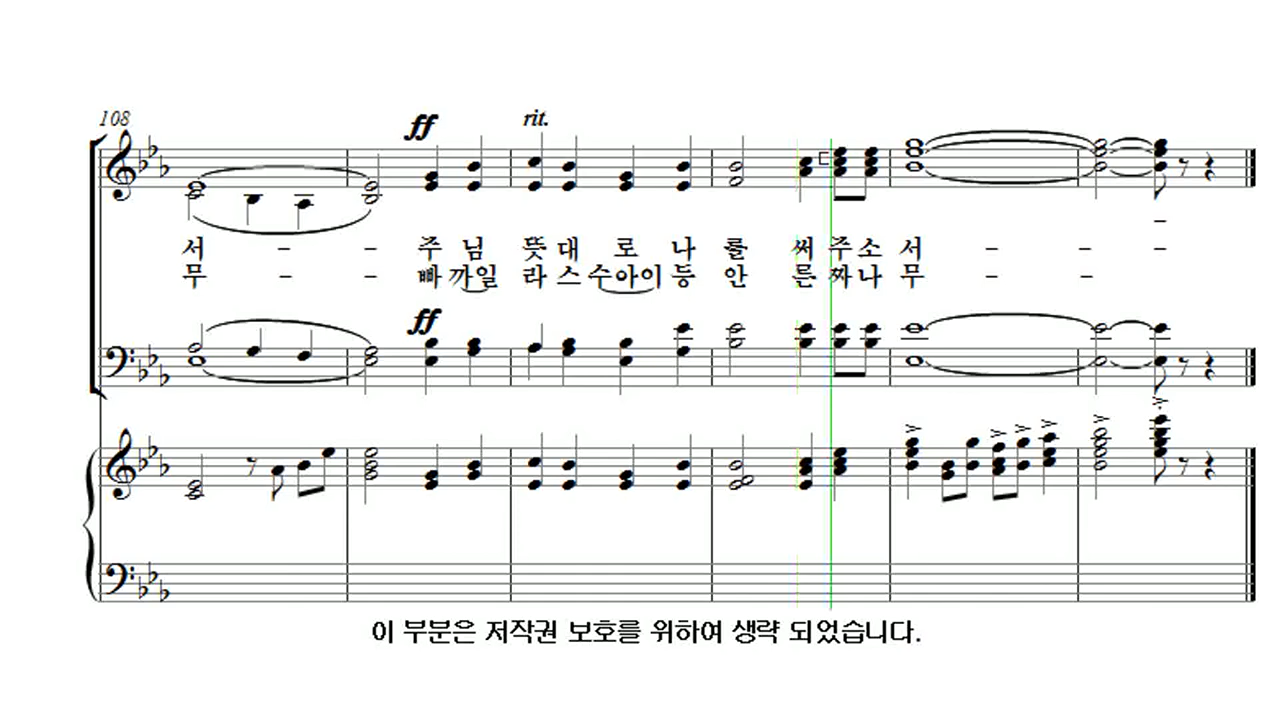 108
ff
rit.
서 - - 주 님 뜻 대 로 나 를 써 주 소 서 - - -
무 - - 빠 까일 라 스 수아이 등 안 른 짜 나 무 - -
ff
이 부분은 저작권 보호를 위하여 생략 되었습니다.